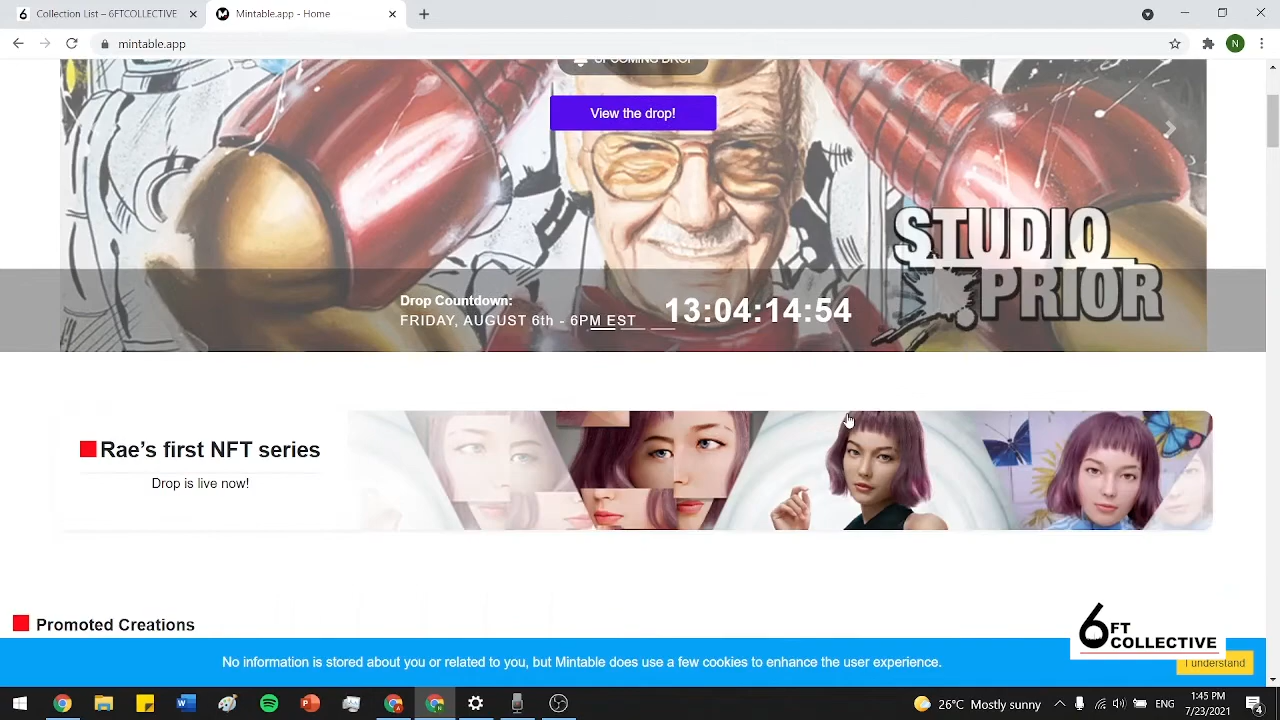 Collection List – 6FTCOLLECTIVE
Mintable.app - Home
mintable.app
N
UPCOMING DROP
View the drop!
STUDIO
PRIOR
Drop Countdown:
FRIDAY, AUGUST 6th - 6PM EST
13:04:14:54
Rae’s first NFT series
Drop is live now!
Promoted Creations
6FT
COLLECTIVE
No information is stored about you or related to you, but Mintable does use a few cookies to enhance the user experience.
I understand
26°C Mostly sunny
ENG
1:45 PM
7/23/2021